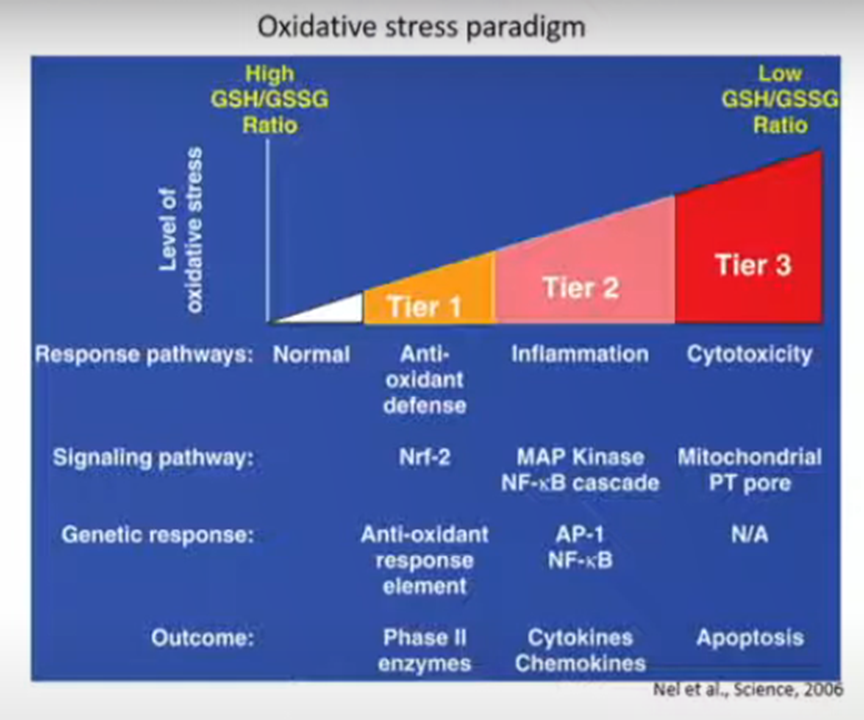 Oxidative stress paradigm
High
GSH/GSSG
Ratio
Low
GSH/GSSG
Ratio
Level of
oxidative stress
Tier 1
Tier 2
Tier 3
Response pathways: Normal Anti-
oxidant
defense
Inflammation Cytotoxicity
Signaling pathway: Nrf-2 MAP Kinase
NF-κB cascade
Mitochondrial
PT pore
Genetic response: Anti-oxidant
response
element
AP-1
NF-κB
N/A
Outcome: Phase II
enzymes
Cytokines
Chemokines
Apoptosis
Nel et al., Science, 2006